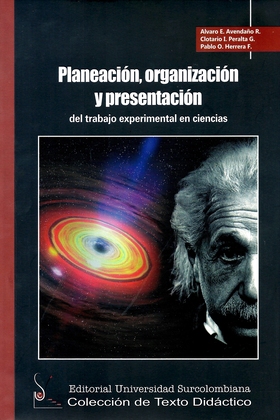 Alvaro E. Avendaño R.
Clotario I. Peralta G.
Pablo O. Herrera F.
Planeación, organización
y presentación
del trabajo experimental en ciencias
Editorial Universidad Surcolombiana
Colección de Texto Didáctico